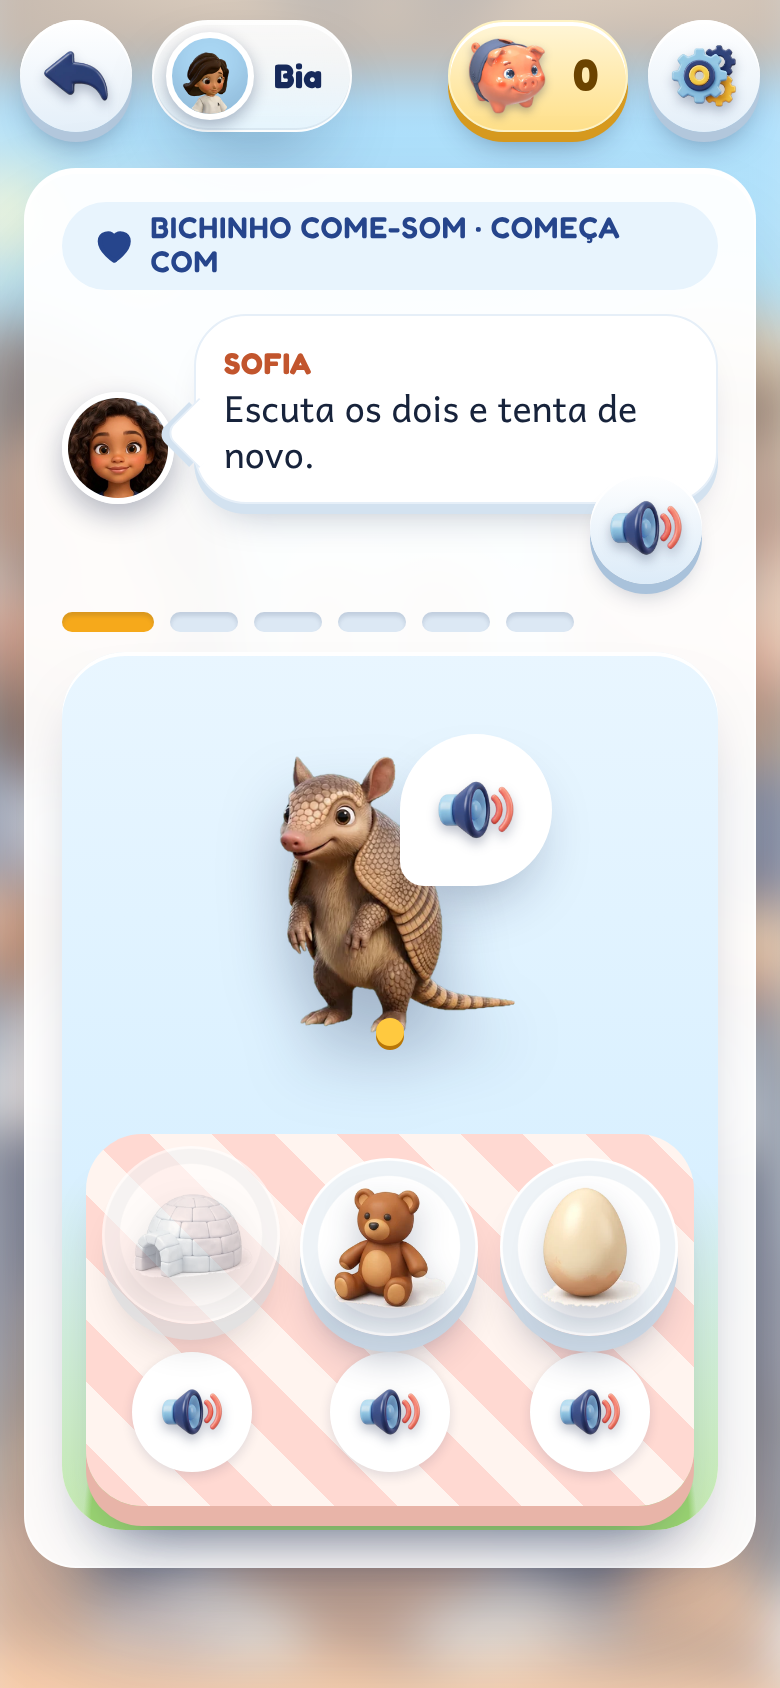 Bia
0
BICHINHO COME-SOM · COMEÇA
COM
SOFIA
Escuta os dois e tenta de
novo.